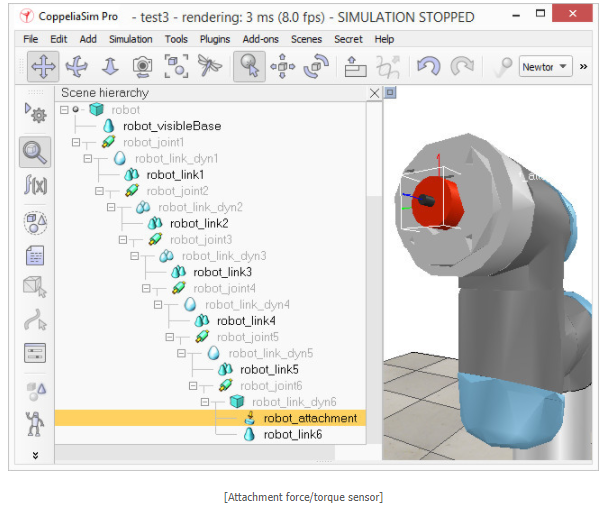 CoppeliaSim Pro - test3 - rendering: 3 ms (8.0 fps) - SIMULATION STOPPED
File Edit Add Simulation Tools Plugins Add-ons Scenes Secret Help
Newtor
Scene hierarchy
robot
robot_visibleBase
robot_joint1
robot_link_dyn1
robot_link1
robot_joint2
robot_link_dyn2
robot_link2
robot_joint3
robot_link_dyn3
robot_link3
robot_joint4
robot_link_dyn4
robot_link4
robot_joint5
robot_link_dyn5
robot_link5
robot_joint6
robot_link_dyn6
robot_attachment
robot_link6
[Attachment force/torque sensor]